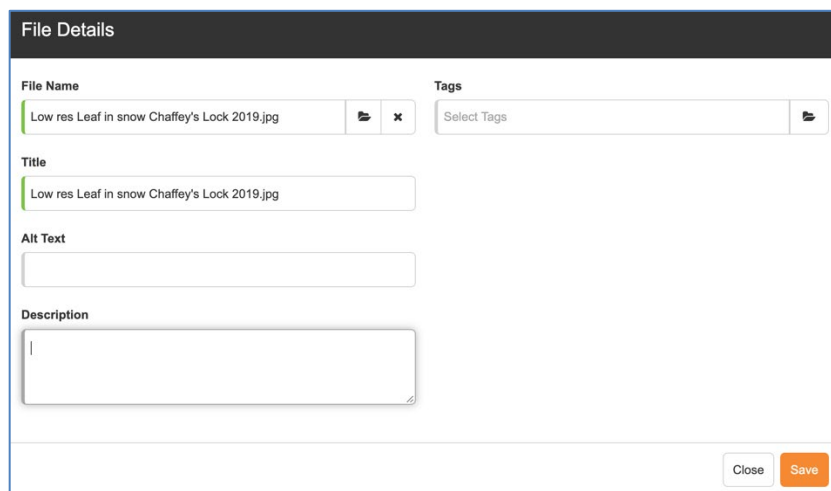 File Details
File Name
Low res Leaf in snow Chaffey's Lock 2019.jpg
Tags
Select Tags
Title
Low res Leaf in snow Chaffey's Lock 2019.jpg
Alt Text
Description
Close
Save